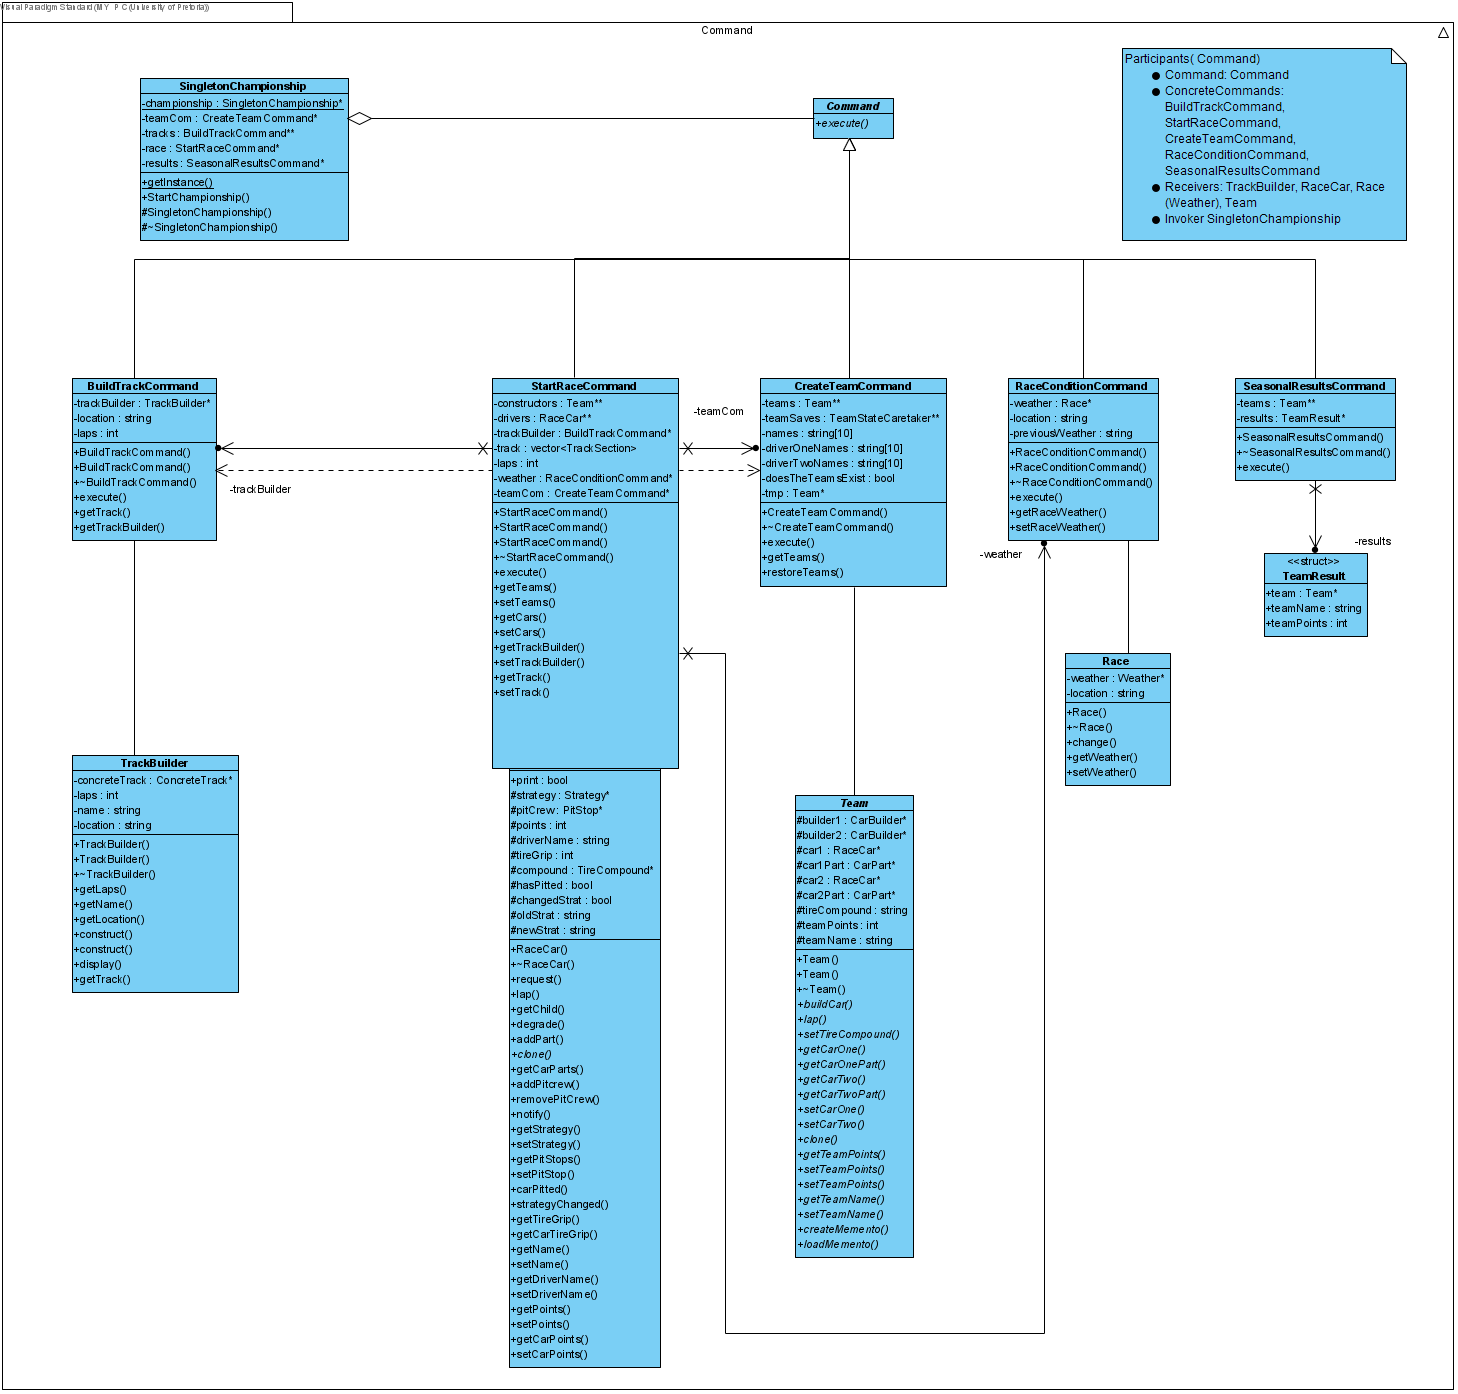 Visual Paradigm Standard (MY P C (University of Pretoria))
Command
Participants( Command)
● Command: Command
● ConcreteCommands:
BuildTrackCommand,
StartRaceCommand,
CreateTeamCommand,
RaceConditionCommand,
SeasonalResultsCommand
● Receivers: TrackBuilder, RaceCar, Race
(Weather), Team
● Invoker SingletonChampionship
SingletonChampionship
-championship : SingletonChampionship*
-teamCom : CreateTeamCommand*
-tracks : BuildTrackCommand**
-race : StartRaceCommand*
-results : SeasonalResultsCommand*
+getInstance()
+StartChampionship()
#SingletonChampionship()
#~SingletonChampionship()
Command
+execute()
BuildTrackCommand
-trackBuilder : TrackBuilder*
-location : string
-laps : int
+BuildTrackCommand()
+BuildTrackCommand()
+~BuildTrackCommand()
+execute()
+getTrack()
+getTrackBuilder()
-trackBuilder
StartRaceCommand
-constructors : Team**
-drivers : RaceCar**
-trackBuilder : BuildTrackCommand*
-track : vector<TrackSection>
-laps : int
-weather : RaceConditionCommand*
-teamCom : CreateTeamCommand*
+StartRaceCommand()
+StartRaceCommand()
+StartRaceCommand()
+~StartRaceCommand()
+execute()
+getTeams()
+setTeams()
+getCars()
+setCars()
+getTrackBuilder()
+setTrackBuilder()
+getTrack()
+setTrack()
-teamCom
CreateTeamCommand
-teams : Team**
-teamSaves : TeamStateCaretaker**
-names : string[10]
-driverOneNames : string[10]
-driverTwoNames : string[10]
-doesTheTeamsExist : bool
-tmp : Team*
+CreateTeamCommand()
+~CreateTeamCommand()
+execute()
+getTeams()
+restoreTeams()
RaceConditionCommand
-weather : Race*
-location : string
-previousWeather : string
+RaceConditionCommand()
+RaceConditionCommand()
+~RaceConditionCommand()
+execute()
+getRaceWeather()
+setRaceWeather()
-weather
SeasonalResultsCommand
-teams : Team**
-results : TeamResult*
+SeasonalResultsCommand()
+~SeasonalResultsCommand()
+execute()
-results
<<struct>>
TeamResult
+team : Team*
+teamName : string
+teamPoints : int
Race
-weather : Weather*
-location : string
+Race()
+~Race()
+change()
+getWeather()
+setWeather()
TrackBuilder
-concreteTrack : ConcreteTrack*
-laps : int
-name : string
-location : string
+TrackBuilder()
+TrackBuilder()
+~TrackBuilder()
+getLaps()
+getName()
+getLocation()
+construct()
+construct()
+display()
+getTrack()
+print : bool
#strategy : Strategy*
#pitCrew : PitStop*
#points : int
#driverName : string
#tireGrip : int
#compound : TireCompound*
#hasPitted : bool
#changedStrat : bool
#oldStrat : string
#newStrat : string
+RaceCar()
+~RaceCar()
+request()
+lap()
+getChild()
+degrade()
+addPart()
+clone()
+getCarParts()
+addPitcrew()
+removePitCrew()
+notify()
+getStrategy()
+setStrategy()
+getPitStops()
+setPitStop()
+carPitted()
+strategyChanged()
+getTireGrip()
+getCarTireGrip()
+getName()
+setName()
+getDriverName()
+setDriverName()
+getPoints()
+setPoints()
+getCarPoints()
+setCarPoints()
Team
#builder1 : CarBuilder*
#builder2 : CarBuilder*
#car1 : RaceCar*
#car1Part : CarPart*
#car2 : RaceCar*
#car2Part : CarPart*
#tireCompound : string
#teamPoints : int
#teamName : string
+Team()
+Team()
+~Team()
+buildCar()
+lap()
+setTireCompound()
+getCarOne()
+getCarOnePart()
+getCarTwo()
+getCarTwoPart()
+setCarOne()
+setCarTwo()
+clone()
+getTeamPoints()
+setTeamPoints()
+setTeamPoints()
+getTeamName()
+setTeamName()
+createMemento()
+loadMemento()